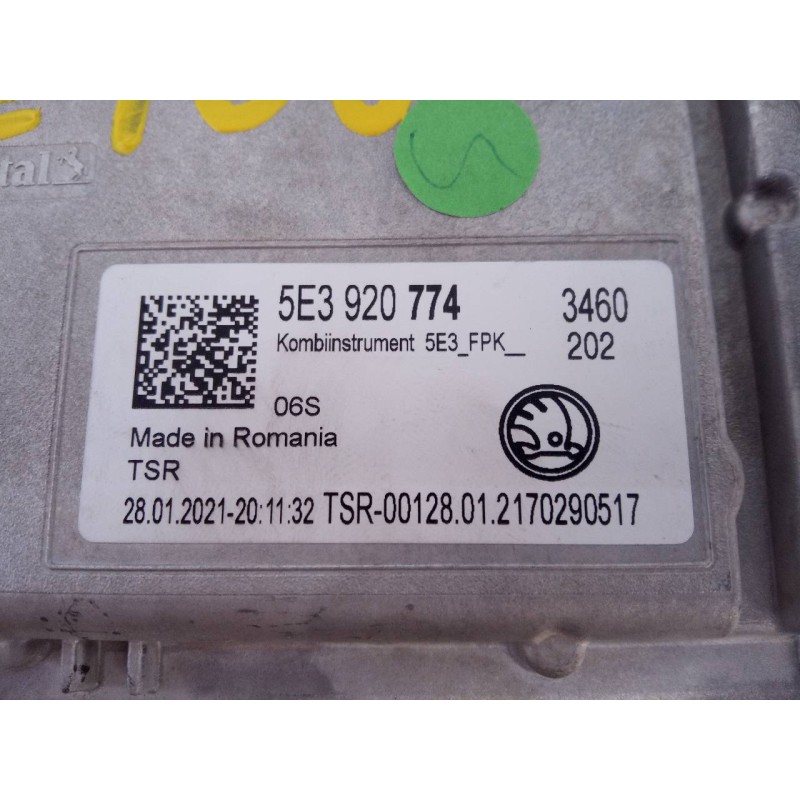 5E3 920 774 3460
Kombiinstrument 5E3_FPK__ 202
06S
Made in Romania
TSR
28.01.2021-20:11:32 TSR-00128.01.2170290517